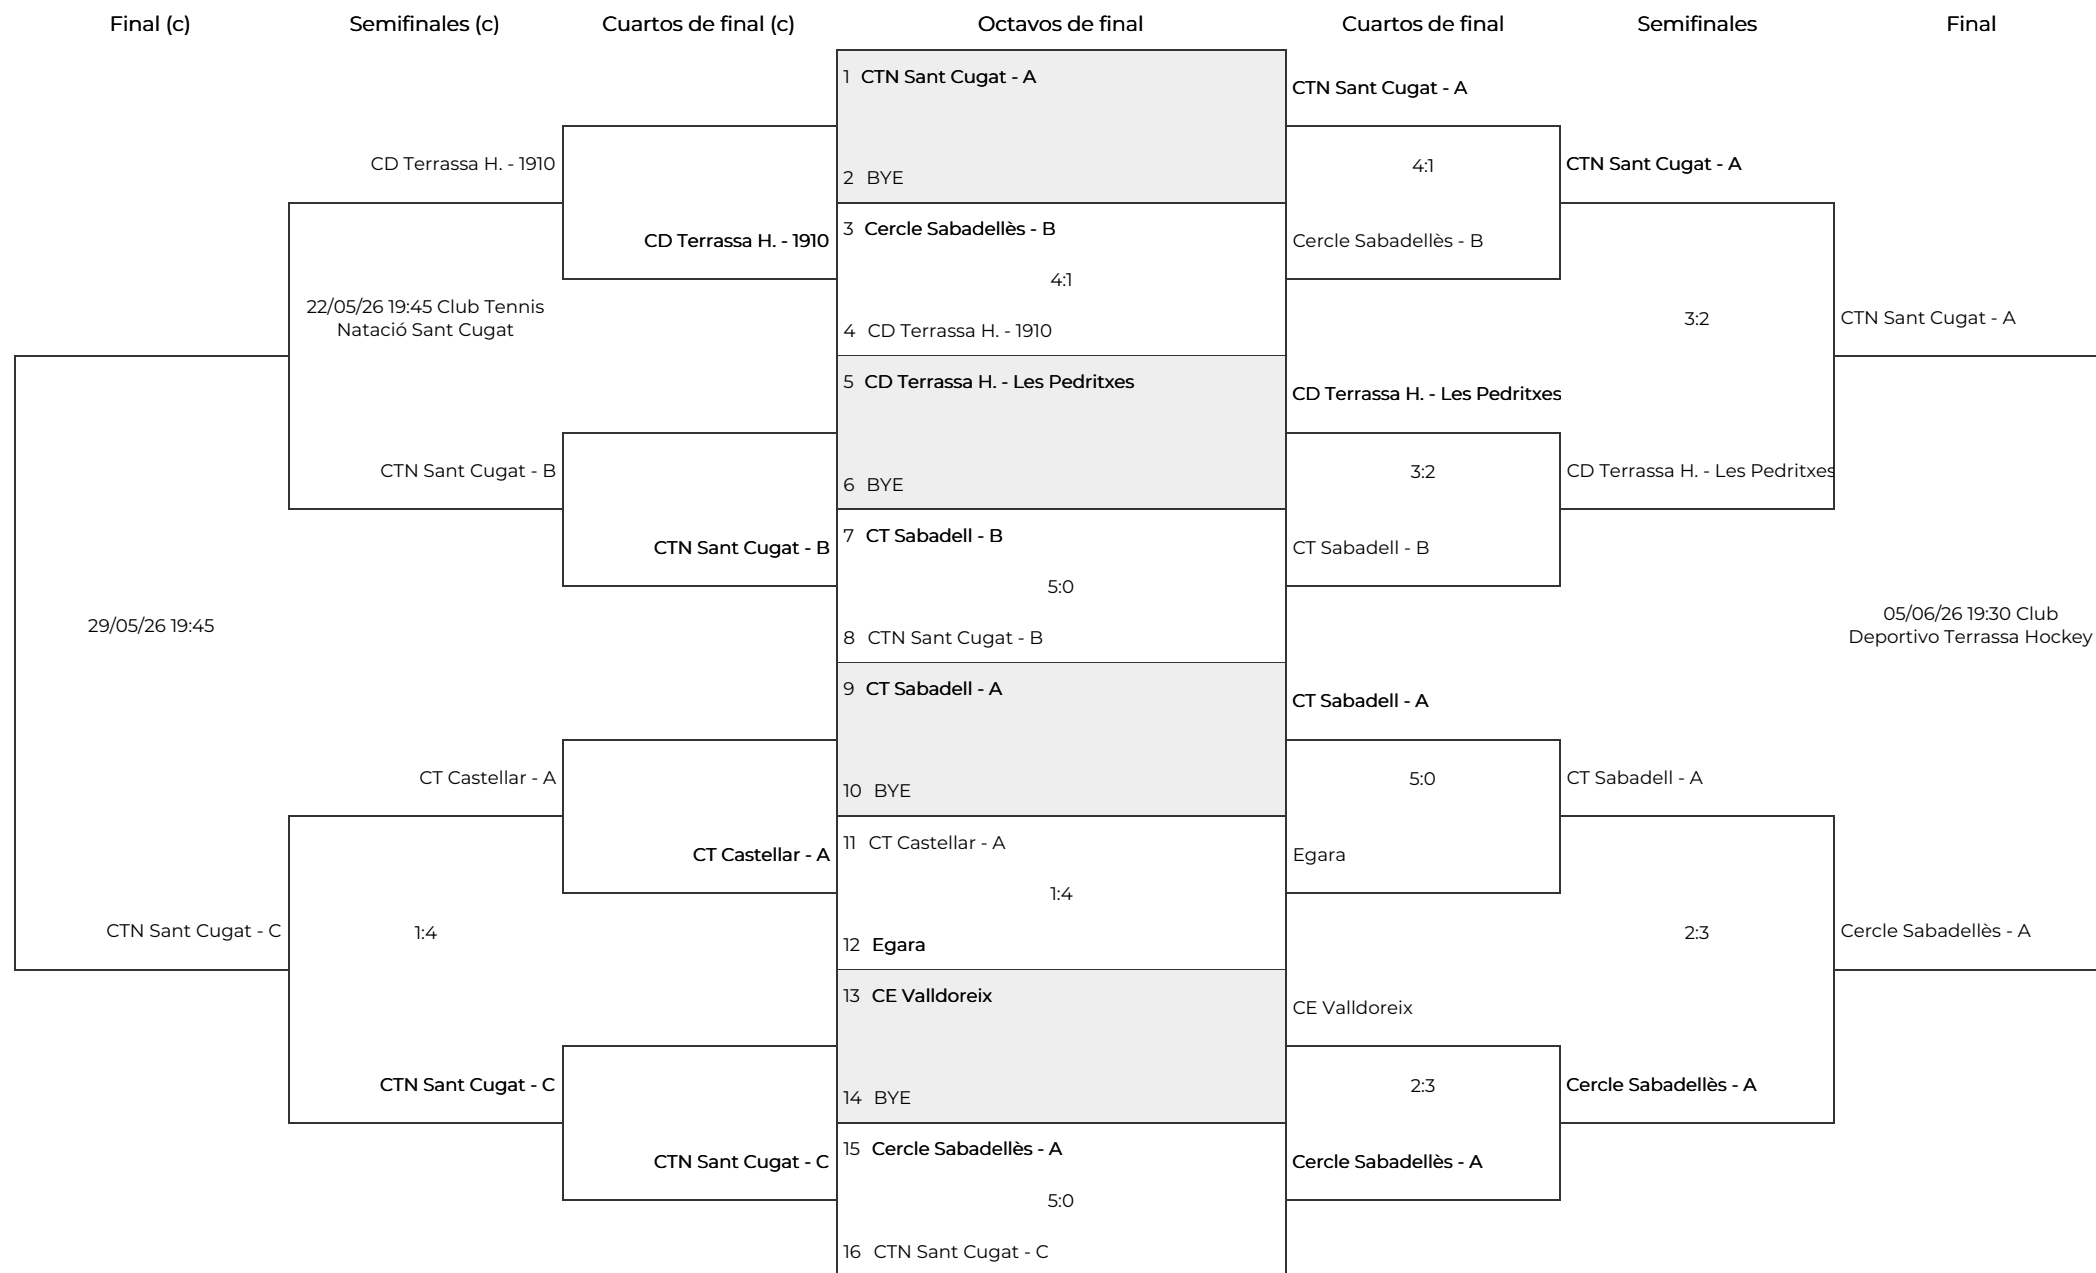 Final (c)
Semifinales (c)
Cuartos de final (c)
Octavos de final
Cuartos de final
Semifinales
Final
1 CTN Sant Cugat - A
2 BYE
3 Cercle Sabadellès - B
4:1
4 CD Terrassa H. - 1910
5 CD Terrassa H. - Les Pedritxes
6 BYE
7 CT Sabadell - B
5:0
8 CTN Sant Cugat - B
9 CT Sabadell - A
10 BYE
11 CT Castellar - A
1:4
12 Egara
13 CE Valldoreix
14 BYE
15 Cercle Sabadellès - A
5:0
16 CTN Sant Cugat - C
CTN Sant Cugat - A
4:1
Cercle Sabadellès - B
CD Terrassa H. - Les Pedritxes
3:2
CT Sabadell - B
CT Sabadell - A
5:0
Egara
CE Valldoreix
2:3
Cercle Sabadellès - A
CTN Sant Cugat - A
3:2
CD Terrassa H. - Les Pedritxes
CT Sabadell - A
2:3
Cercle Sabadellès - A
CTN Sant Cugat - A
05/06/26 19:30 Club
Deportivo Terrassa Hockey
Cercle Sabadellès - A
CD Terrassa H. - 1910
CTN Sant Cugat - B
CT Castellar - A
CTN Sant Cugat - C
CD Terrassa H. - 1910
22/05/26 19:45 Club Tennis
Natació Sant Cugat
CTN Sant Cugat - B
CT Castellar - A
1:4
CTN Sant Cugat - C
29/05/26 19:45
CTN Sant Cugat - C